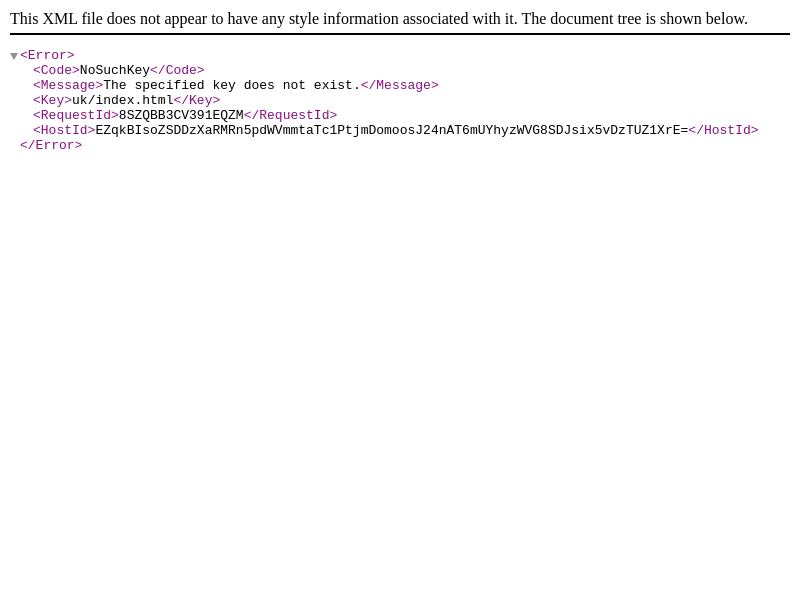 This XML file does not appear to have any style information associated with it. The document tree is shown below.
<Error>
<Code>NoSuchKey</Code>
<Message>The specified key does not exist.</Message>
<Key>uk/index.html</Key>
<RequestId>8SZQBB3CV391EQZM</RequestId>
<HostId>EZqkBIsoZSDDzXaRMRn5pdWVmmtaTc1PtjmDomoosJ24nAT6mUYhyzWVG8SDJsix5vDzTUZ1XrE=</HostId>
</Error>